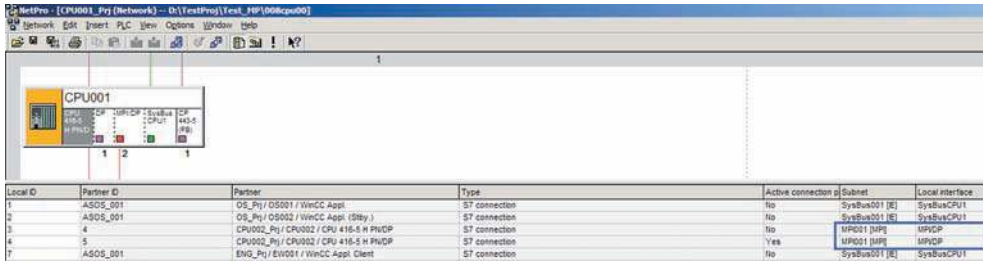 NetPro - [CPU001_Prj (Network) -- D:\TestProj\Test_MP\008cpu00]
Network Edit Insert PLC View Options Window Help
1
CPU001
CPU 416-5 H PN/DP
DP
MPI/DP
SysBus CPU1
CP 443-5 (PB)
1 2 1
Local ID Partner ID Partner Type Active connection p Subnet Local interface
1 ASOS_001 OS_Prj / OS001 / WinCC Appl. S7 connection No SysBus001 [IE] SysBusCPU1
2 ASOS_001 OS_Prj / OS002 / WinCC Appl. (Stby.) S7 connection No SysBus001 [IE] SysBusCPU1
3 4 CPU002_Prj / CPU002 / CPU 416-5 H PN/DP S7 connection No MPI001 [MPI] MPI/DP
4 5 CPU002_Prj / CPU002 / CPU 416-5 H PN/DP S7 connection Yes MPI001 [MPI] MPI/DP
7 ASOS_001 ENG_Prj / EW001 / WinCC Appl. Client S7 connection No SysBus001 [IE] SysBusCPU1